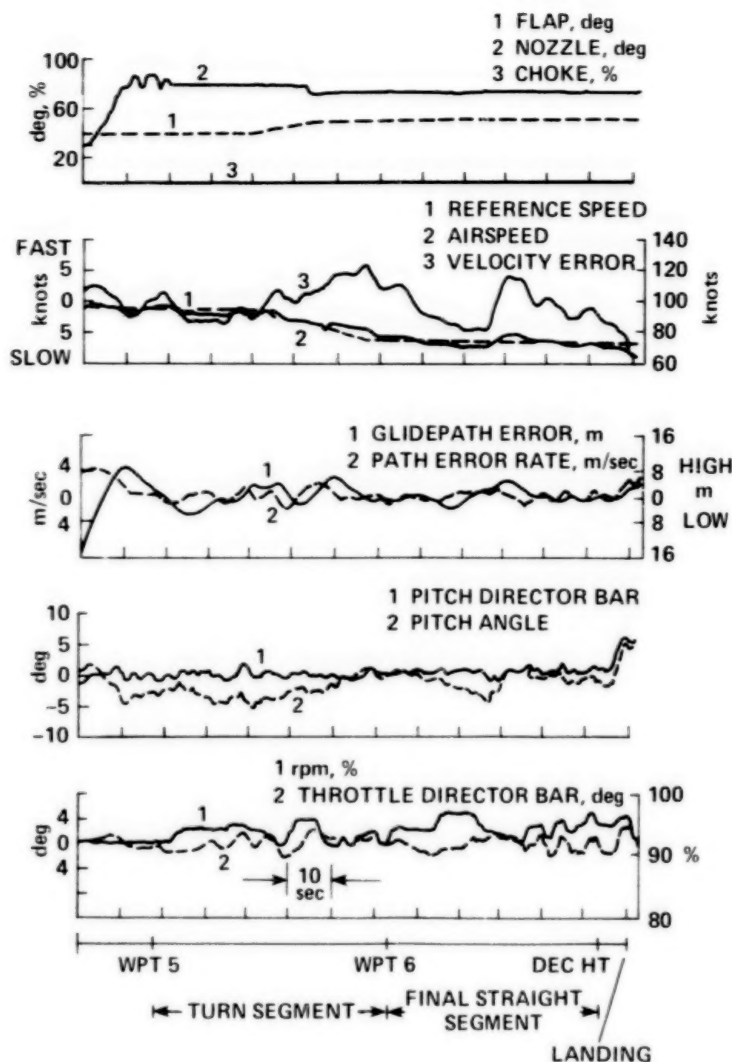 1 FLAP, deg
2 NOZZLE, deg
3 CHOKE, %
deg, %
100
60
20
2
1
3
1 REFERENCE SPEED
2 AIRSPEED
3 VELOCITY ERROR
FAST
knots
SLOW
5
0
5
1
2
3
140
120
100
80
60
knots
1 GLIDEPATH ERROR, m
2 PATH ERROR RATE, m/sec
m/sec
4
0
4
1
2
16
8
0
8
16
HIGH
m
LOW
1 PITCH DIRECTOR BAR
2 PITCH ANGLE
deg
10
5
0
-5
-10
1
2
1 rpm, %
2 THROTTLE DIRECTOR BAR, deg
deg
4
0
4
1
2
10
sec
100
90
80
%
WPT 5
WPT 6
DEC HT
TURN SEGMENT
FINAL STRAIGHT
SEGMENT
LANDING